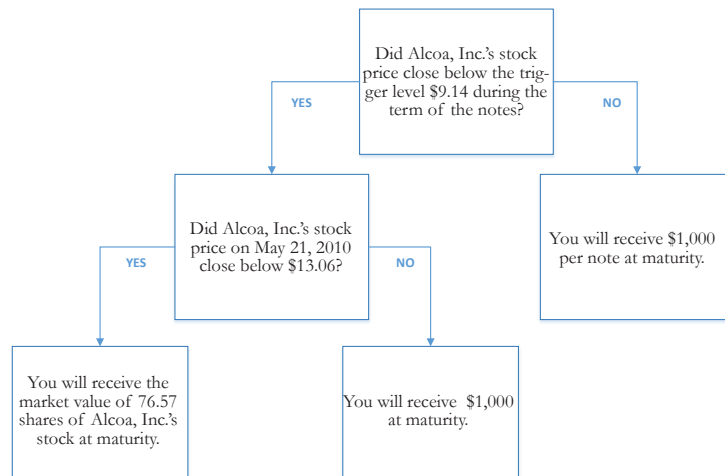 Did Alcoa, Inc.'s stock
price close below the trig-
ger level $9.14 during the
term of the notes?
YES
NO
Did Alcoa, Inc.'s stock
price on May 21, 2010
close below $13.06?
You will receive $1,000
per note at maturity.
YES
NO
You will receive the
market value of 76.57
shares of Alcoa, Inc.'s
stock at maturity.
You will receive $1,000
at maturity.